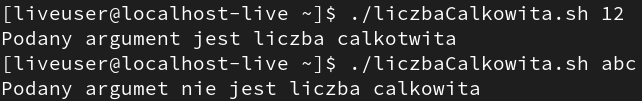 [liveuser@localhost-live ~]$ ./liczbaCalkowita.sh 12
Podany argument jest liczba calkotwita
[liveuser@localhost-live ~]$ ./liczbaCalkowita.sh abc
Podany argumet nie jest liczba calkowita